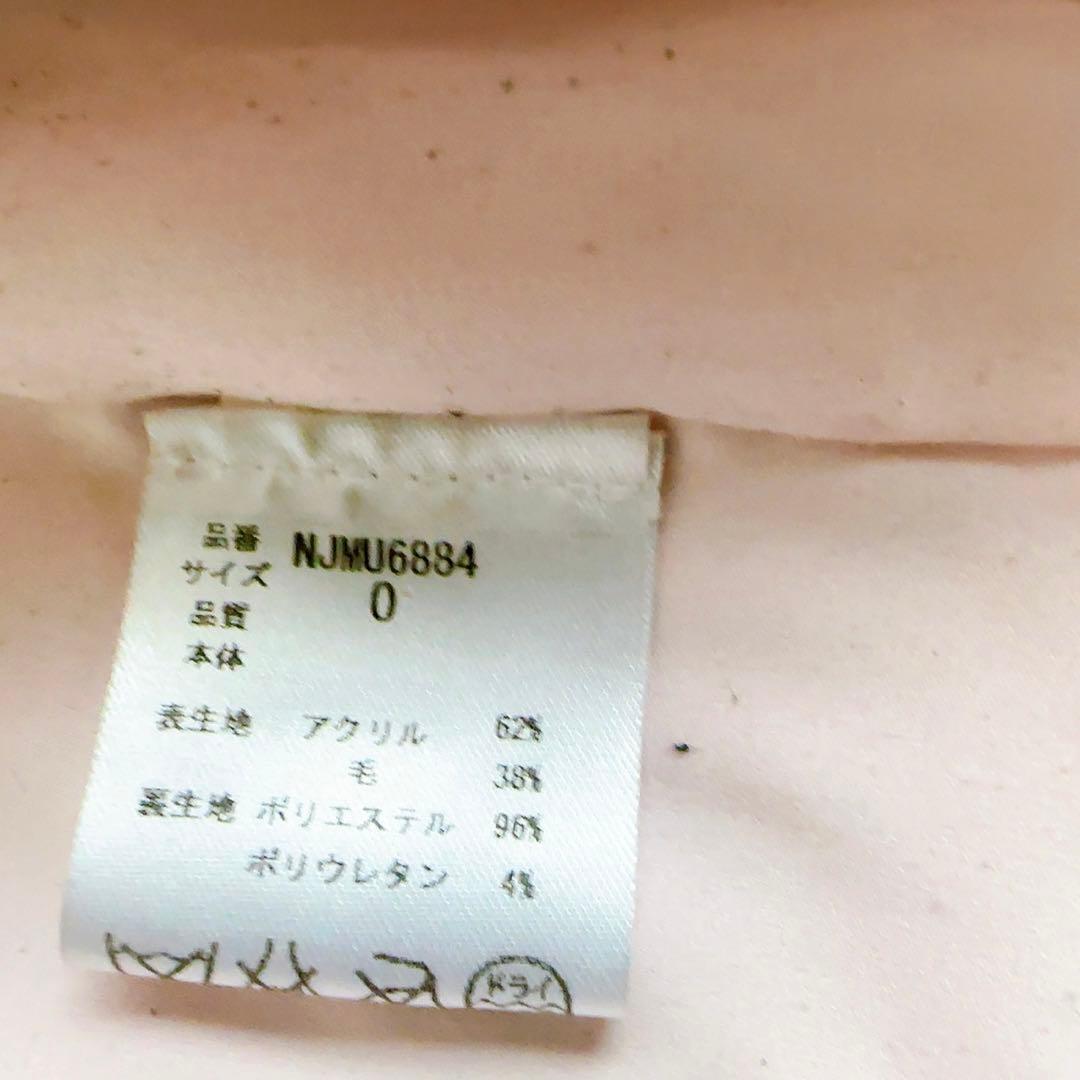 品番 NJMU6884
サイズ 0
品質
本体
表生地 アクリル 62%
毛 38%
裏生地 ポリエステル 96%
ポリウレタン 4%
ドライ